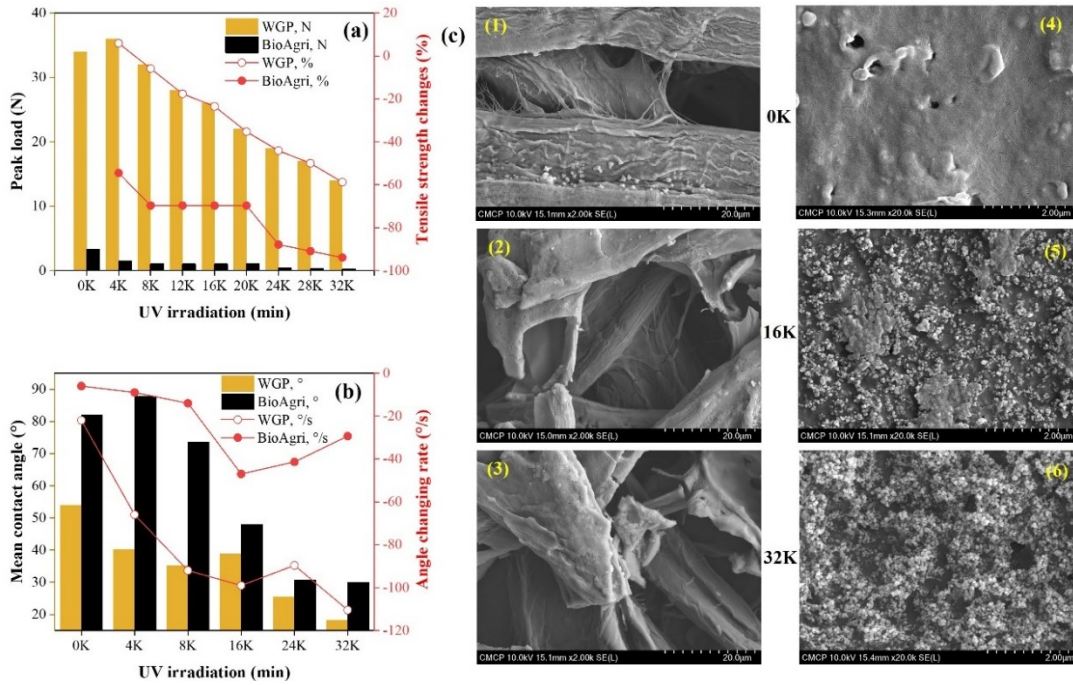 (a)
WGP, N
BioAgri, N
WGP, %
BioAgri, %
Peak load (N)
40
30
20
10
0
Tensile strength changes (%)
20
0
-20
-40
-60
-80
-100
0K 4K 8K 12K 16K 20K 24K 28K 32K
UV irradiation (min)
(b)
WGP, °
BioAgri, °
WGP, °/s
BioAgri, °/s
Mean contact angle (°)
90
80
70
60
50
40
30
20
Angle changing rate (°/s)
0
-20
-40
-60
-80
-100
-120
0K 4K 8K 16K 24K 32K
UV irradiation (min)
(c)
(1)
CMCP 10.0kV 15.1mm x2.00k SE(L) 20.0µm
0K
(4)
CMCP 10.0kV 15.3mm x20.0k SE(L) 2.00µm
(2)
CMCP 10.0kV 15.0mm x2.00k SE(L) 20.0µm
16K
(5)
CMCP 10.0kV 15.1mm x20.0k SE(L) 2.00µm
(3)
CMCP 10.0kV 15.1mm x2.00k SE(L) 20.0µm
32K
(6)
CMCP 10.0kV 15.4mm x20.0k SE(L) 2.00µm